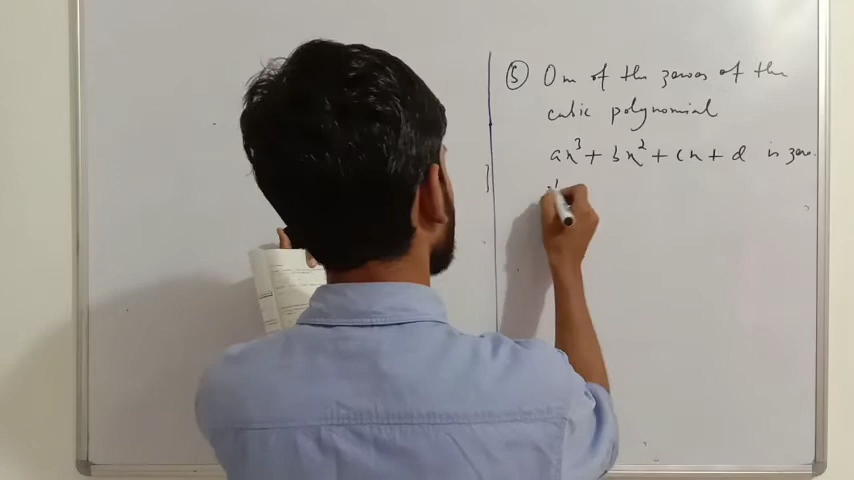 ⑤ One of the zeroes of the
cubic polynomial
ax³ + bx² + cx + d is zero.